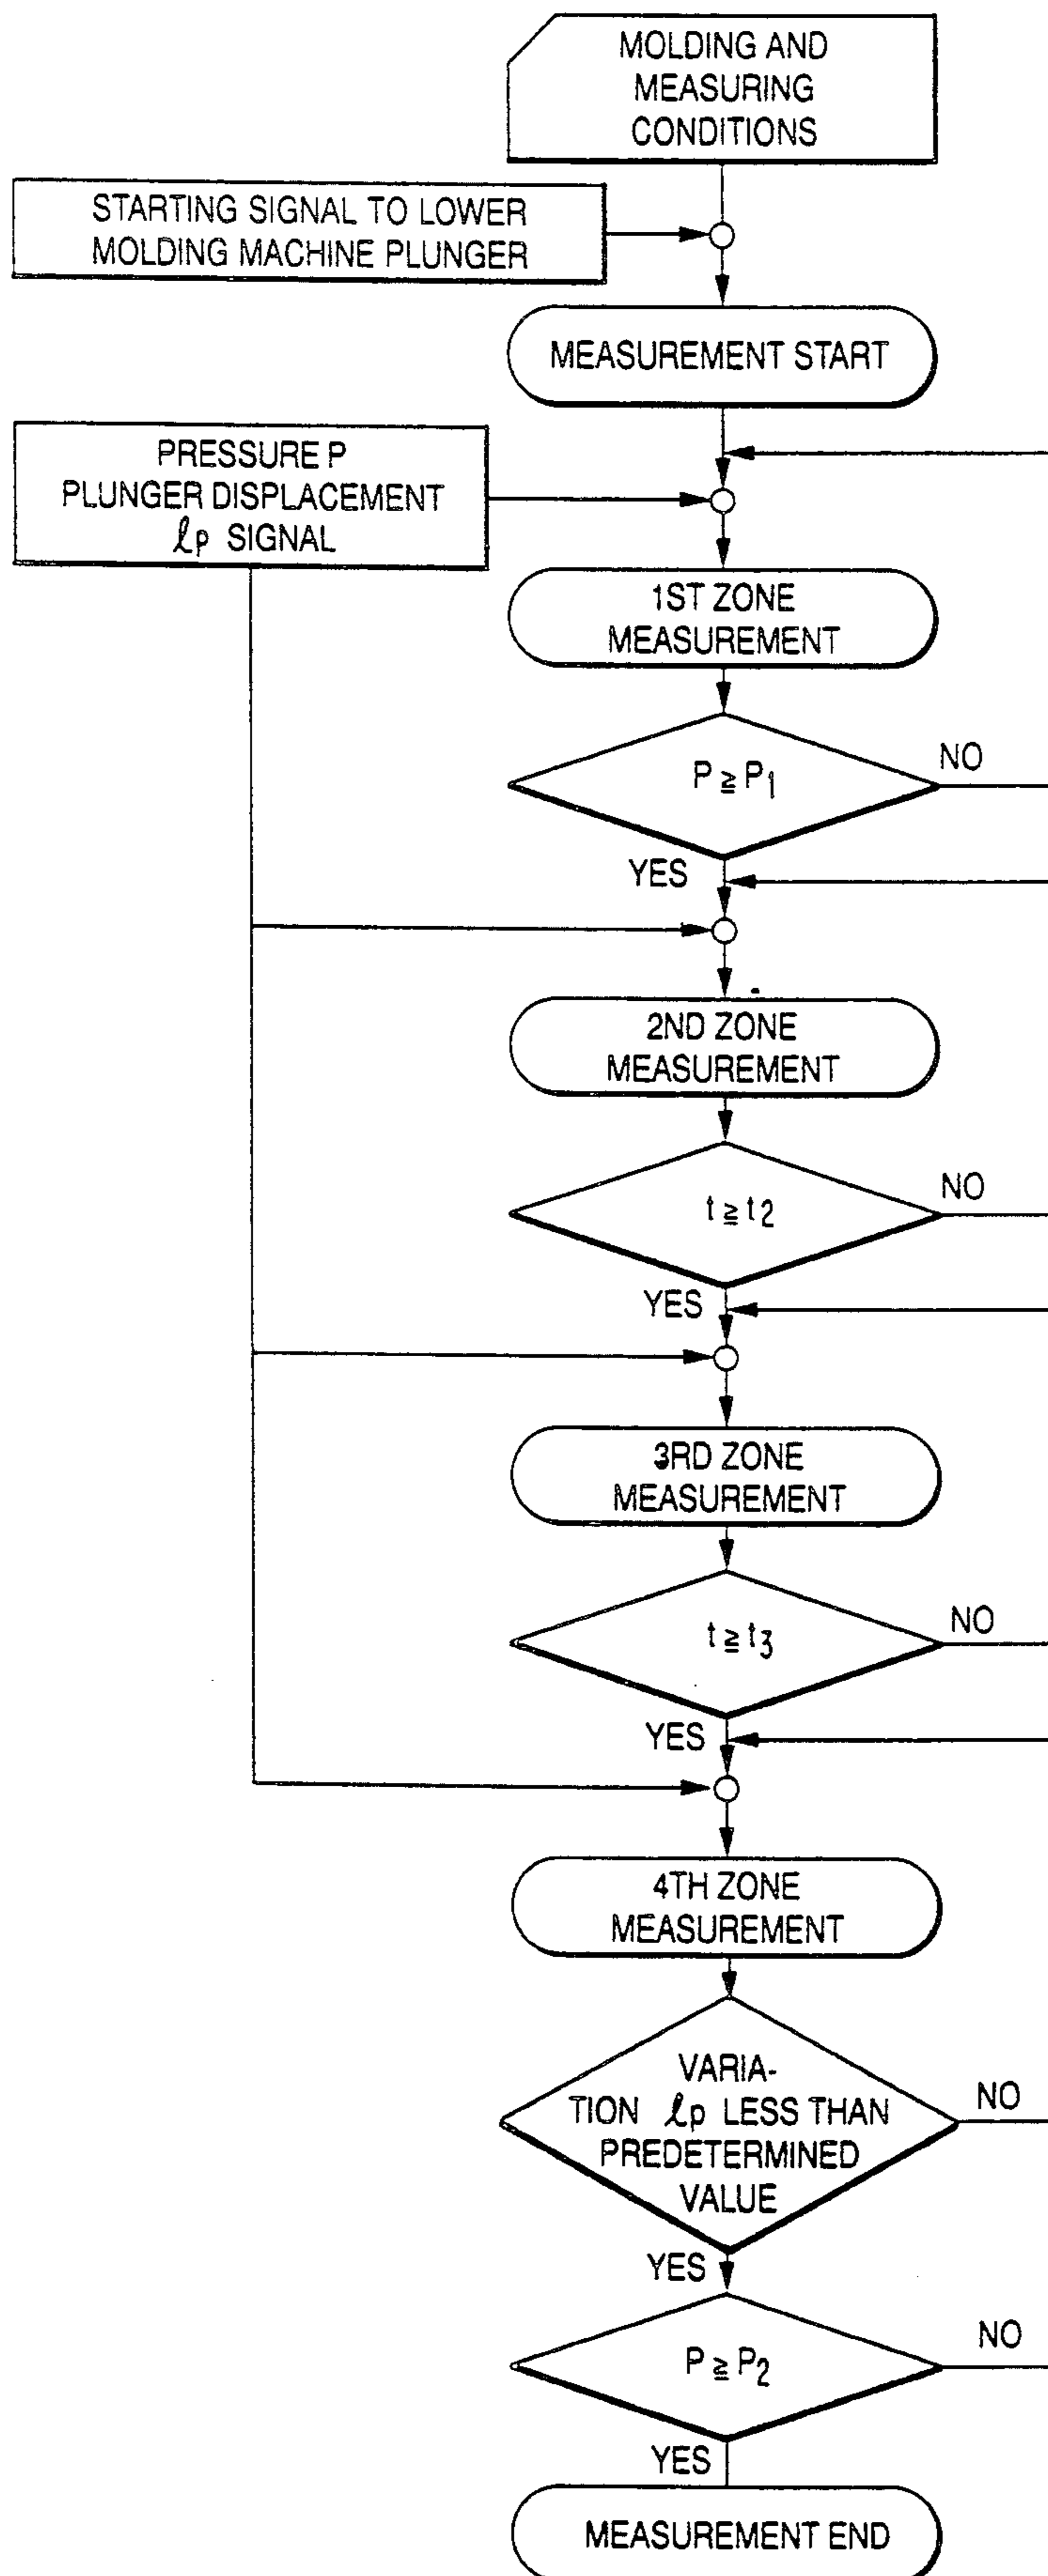 MOLDING AND
MEASURING
CONDITIONS
STARTING SIGNAL TO LOWER
MOLDING MACHINE PLUNGER
MEASUREMENT START
PRESSURE P
PLUNGER DISPLACEMENT
ℓp SIGNAL
1ST ZONE
MEASUREMENT
P ≧ P1
NO
YES
2ND ZONE
MEASUREMENT
t ≧ t2
NO
YES
3RD ZONE
MEASUREMENT
t ≧ t3
NO
YES
4TH ZONE
MEASUREMENT
VARIA-
TION ℓp LESS THAN
PREDETERMINED
VALUE
NO
YES
P ≧ P2
NO
YES
MEASUREMENT END